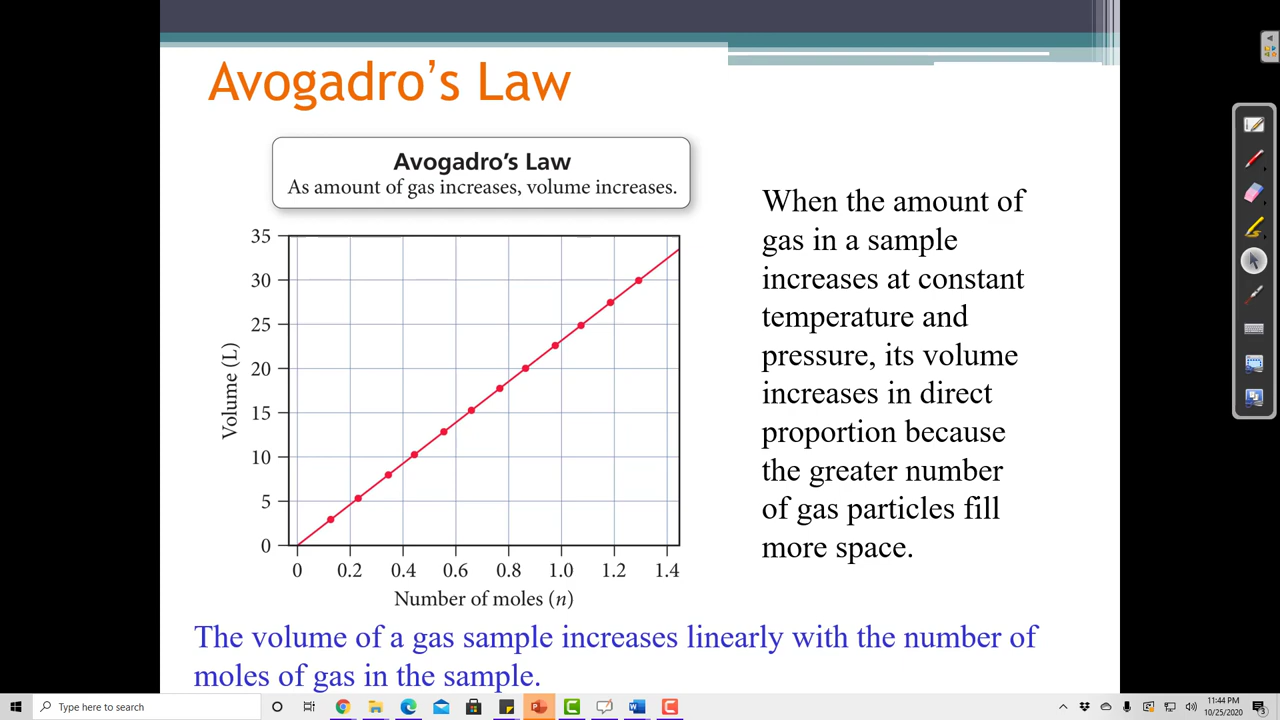 Avogadro’s Law
Avogadro’s Law
As amount of gas increases, volume increases.
35
30
25
20
15
10
5
0
Volume (L)
0 0.2 0.4 0.6 0.8 1.0 1.2 1.4
Number of moles (n)
When the amount of
gas in a sample
increases at constant
temperature and
pressure, its volume
increases in direct
proportion because
the greater number
of gas particles fill
more space.
The volume of a gas sample increases linearly with the number of
moles of gas in the sample.
Type here to search
11:44 PM
10/25/2020
3